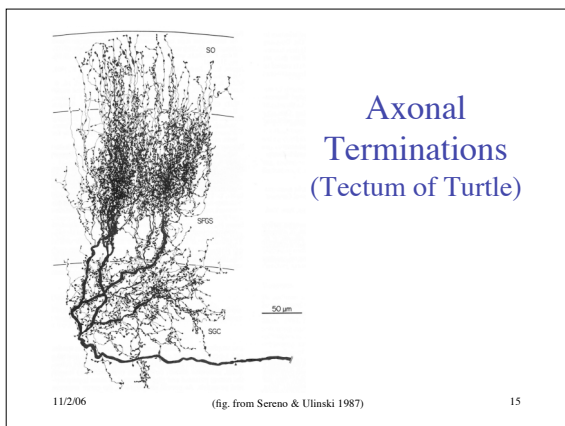 SO
Axonal
Terminations
(Tectum of Turtle)
SFGS
50 µm
SGC
11/2/06 (fig. from Sereno & Ulinski 1987) 15